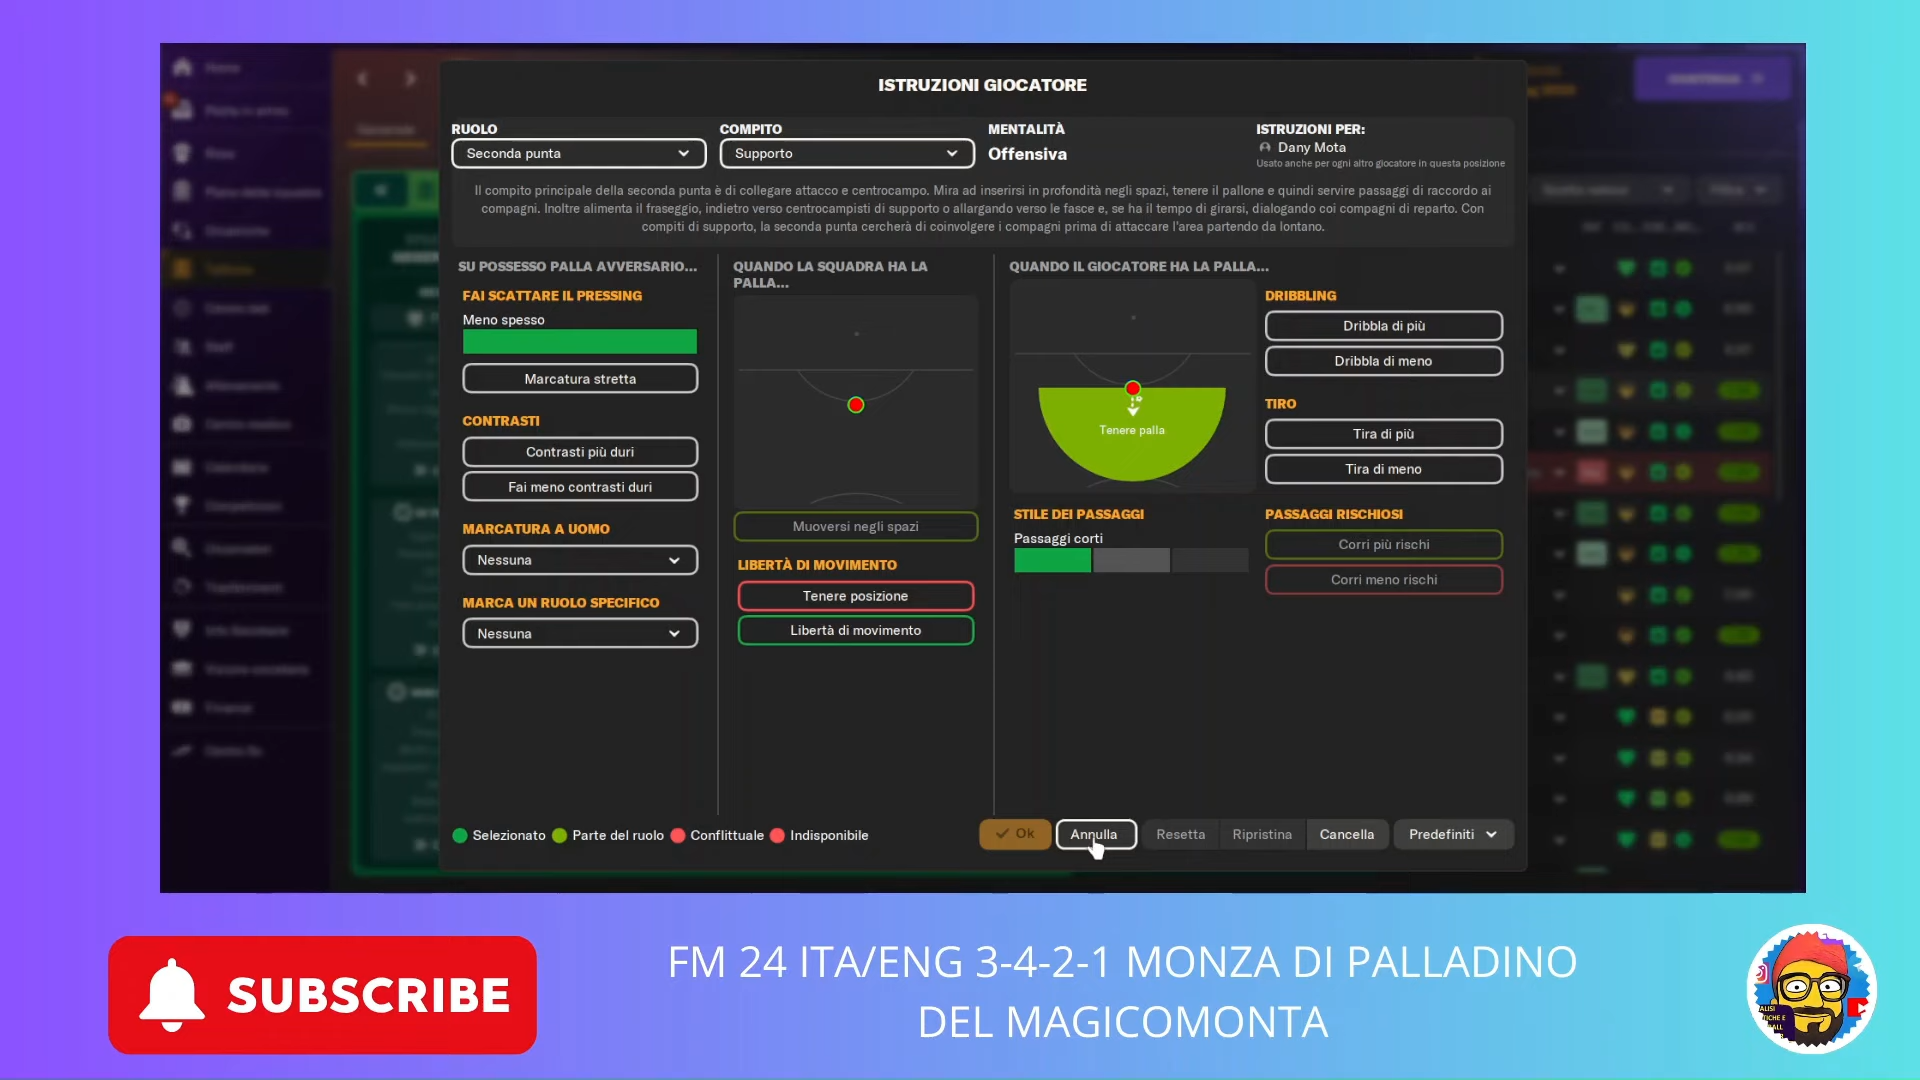 ISTRUZIONI GIOCATORE
RUOLO
Seconda punta
COMPITO
Supporto
MENTALITÀ
Offensiva
ISTRUZIONI PER:
Dany Mota
Usato anche per ogni altro giocatore in questa posizione
Il compito principale della seconda punta è di collegare attacco e centrocampo. Mira ad inserirsi in profondità negli spazi, tenere il pallone e quindi servire passaggi di raccordo ai
compagni. Inoltre alimenta il fraseggio, indietro verso centrocampisti di supporto o allargando verso le fasce e, se ha il tempo di girarsi, dialogando coi compagni di reparto. Con
compiti di supporto, la seconda punta cercherà di coinvolgere i compagni prima di attaccare l'area partendo da lontano.
SU POSSESSO PALLA AVVERSARIO...
FAI SCATTARE IL PRESSING
Meno spesso
Marcatura stretta
CONTRASTI
Contrasti più duri
Fai meno contrasti duri
MARCATURA A UOMO
Nessuna
MARCA UN RUOLO SPECIFICO
Nessuna
QUANDO LA SQUADRA HA LA
PALLA...
Muoversi negli spazi
LIBERTÀ DI MOVIMENTO
Tenere posizione
Libertà di movimento
QUANDO IL GIOCATORE HA LA PALLA...
Tenere palla
STILE DEI PASSAGGI
Passaggi corti
DRIBBLING
Dribbla di più
Dribbla di meno
TIRO
Tira di più
Tira di meno
PASSAGGI RISCHIOSI
Corri più rischi
Corri meno rischi
Selezionato Parte del ruolo Conflittuale Indisponibile
Ok Annulla Resetta Ripristina Cancella Predefiniti
SUBSCRIBE
FM 24 ITA/ENG 3-4-2-1 MONZA DI PALLADINO
DEL MAGICOMONTA